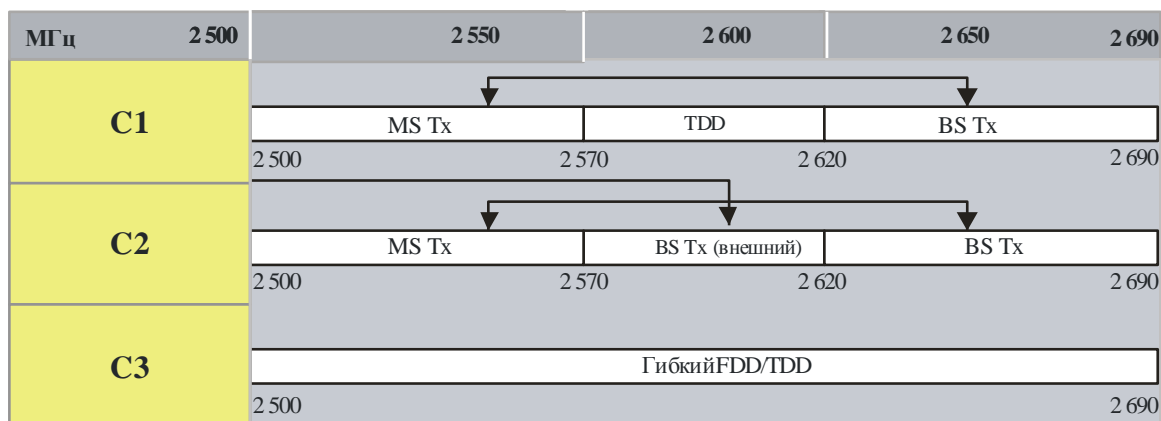 МГц 2 500 2 550 2 600 2 650 2 690
C1
MS Tx TDD BS Tx
2 500 2 570 2 620 2 690
C2
MS Tx BS Tx (внешний) BS Tx
2 500 2 570 2 620 2 690
C3
Гибкий FDD/TDD
2 500 2 690